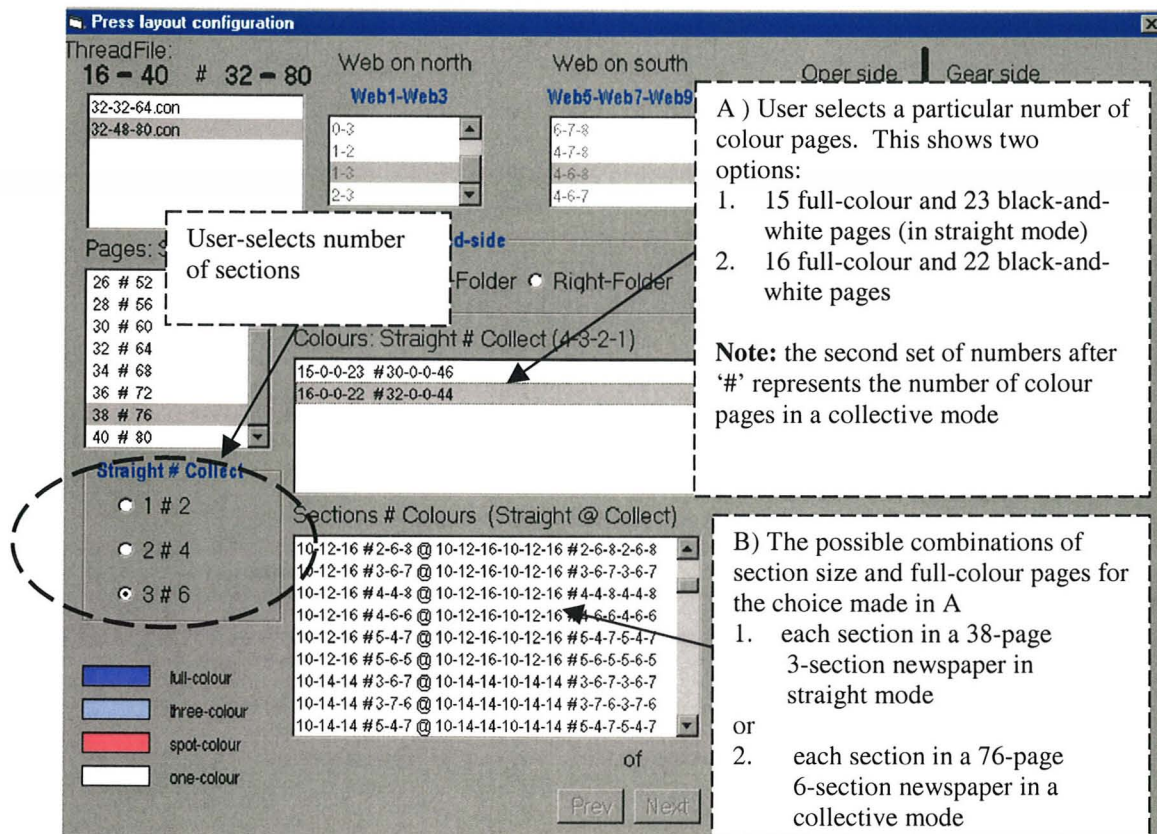 Press layout configuration
ThreadFile:
16 - 40 # 32 - 80
32-32-64.con
32-48-80.con
Web on north
Web1-Web3
0-3
1-2
1-3
2-3
Web on south
Web5-Web7-Web9
6-7-8
4-7-8
4-6-8
4-6-7
Oper side
Gear side
A ) User selects a particular number of
colour pages. This shows two
options:
1. 15 full-colour and 23 black-and-
white pages (in straight mode)
2. 16 full-colour and 22 black-and-
white pages
Note: the second set of numbers after
‘#’ represents the number of colour
pages in a collective mode
User-selects number
of sections
d-side
-Folder
Right-Folder
Pages: S
26 # 52
28 # 56
30 # 60
32 # 64
34 # 68
36 # 72
38 # 76
40 # 80
Colours: Straight # Collect (4-3-2-1)
15-0-0-23 #30-0-0-46
16-0-0-22 #32-0-0-44
Straight # Collect
1 # 2
2 # 4
3 # 6
Sections # Colours (Straight @ Collect)
10-12-16 #2-6-8 @ 10-12-16-10-12-16 #2-6-8-2-6-8
10-12-16 #3-6-7 @ 10-12-16-10-12-16 #3-6-7-3-6-7
10-12-16 #4-4-8 @ 10-12-16-10-12-16 #4-4-8-4-4-8
10-12-16 #4-6-6 @ 10-12-16-10-12-16 #4-6-6-4-6-6
10-12-16 #5-4-7 @ 10-12-16-10-12-16 #5-4-7-5-4-7
10-12-16 #5-6-5 @ 10-12-16-10-12-16 #5-6-5-5-6-5
10-14-14 #3-6-7 @ 10-14-14-10-14-14 #3-6-7-3-6-7
10-14-14 #3-7-6 @ 10-14-14-10-14-14 #3-7-6-3-7-6
10-14-14 #5-4-7 @ 10-14-14-10-14-14 #5-4-7-5-4-7
B) The possible combinations of
section size and full-colour pages for
the choice made in A
1. each section in a 38-page
3-section newspaper in
straight mode
or
2. each section in a 76-page
6-section newspaper in a
collective mode
full-colour
three-colour
spot-colour
one-colour
of
Prev
Next